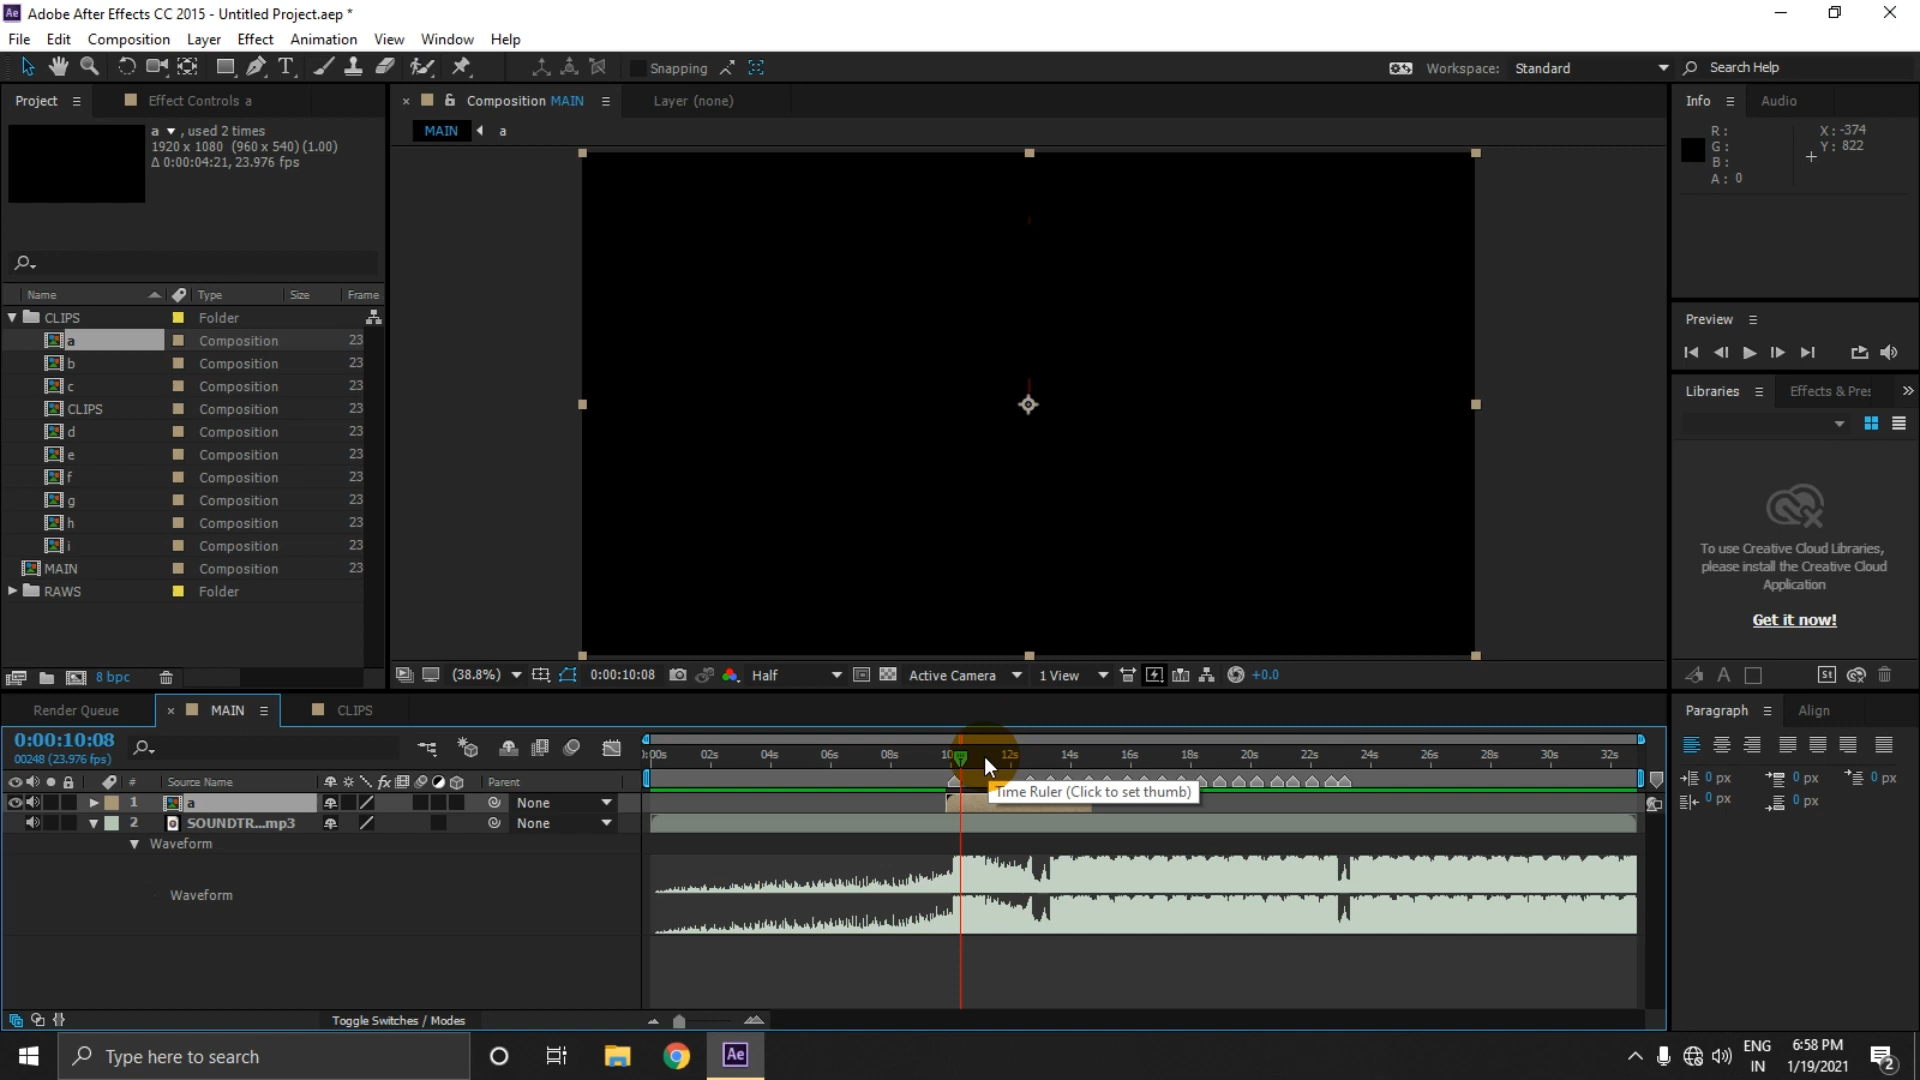 Adobe After Effects CC 2015 - Untitled Project.aep *
File Edit Composition Layer Effect Animation View Window Help
Snapping
Workspace: Standard
Search Help
Project
Effect Controls a
Composition MAIN
Layer (none)
Info
Audio
a , used 2 times
1920 x 1080 (960 x 540) (1.00)
Δ 0:00:04:21, 23.976 fps)
MAIN
a
R:
G:
B:
A: 0
X: -374
Y: 822
Name Type Size Frame
CLIPS Folder
a Composition 23
b Composition 23
c Composition 23
CLIPS Composition 23
d Composition 23
e Composition 23
f Composition 23
g Composition 23
h Composition 23
i Composition 23
MAIN Composition 23
RAWS Folder
Preview
Libraries
Effects & Pres
To use Creative Cloud Libraries,
please install the Creative Cloud
Application
Get it now!
8 bpc
(38.8%)
0:00:10:08
Half
Active Camera
1 View
+0.0
Render Queue
MAIN
CLIPS
Paragraph
Align
0:00:10:08
00248 (23.976 fps)
02s 04s 06s 08s 12s 14s 16s 18s 20s 22s 24s 26s 28s 30s 32s
# Source Name Parent
1 a None
Time Ruler (Click to set thumb)
2 SOUNDTR...mp3 None
Waveform
Waveform
0 px 0 px 0 px
0 px 0 px
Toggle Switches / Modes
Type here to search
Ae
ENG
IN
6:58 PM
1/19/2021
2